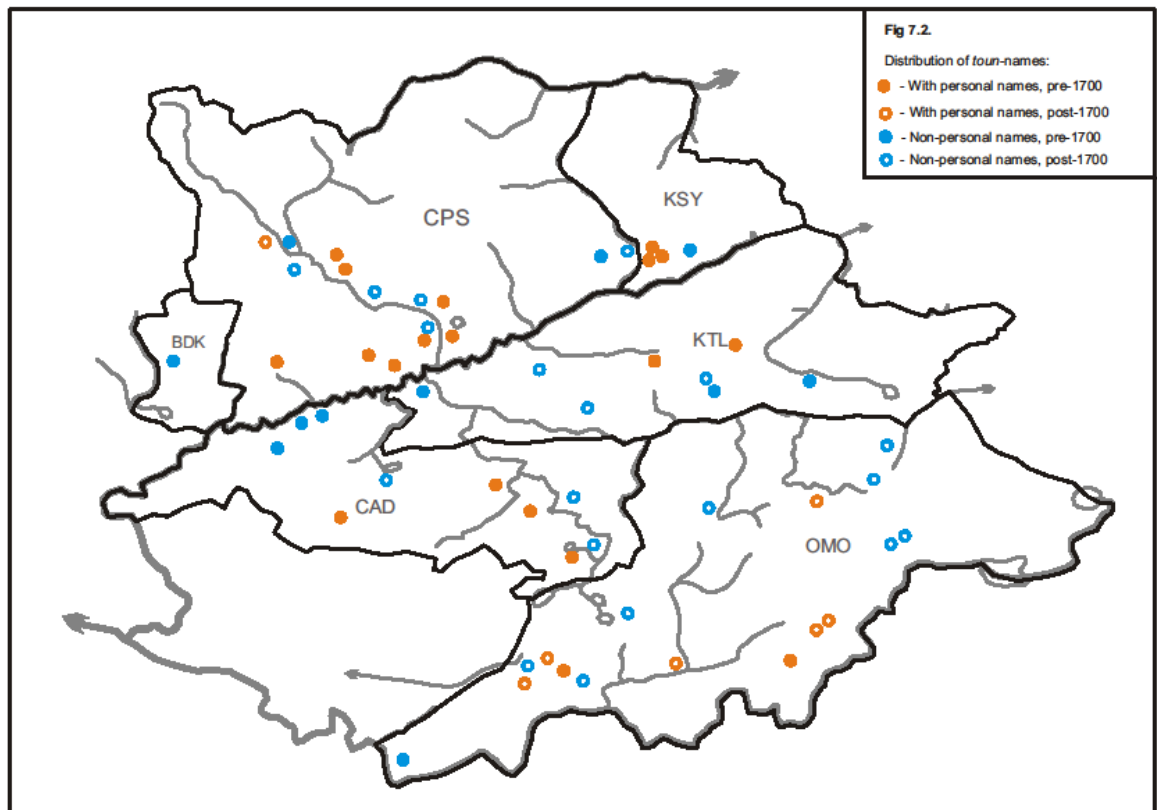 Fig 7.2.
Distribution of toun-names:
- With personal names, pre-1700
- With personal names, post-1700
- Non-personal names, pre-1700
- Non-personal names, post-1700
KSY
CPS
BDK
KTL
CAD
OMO